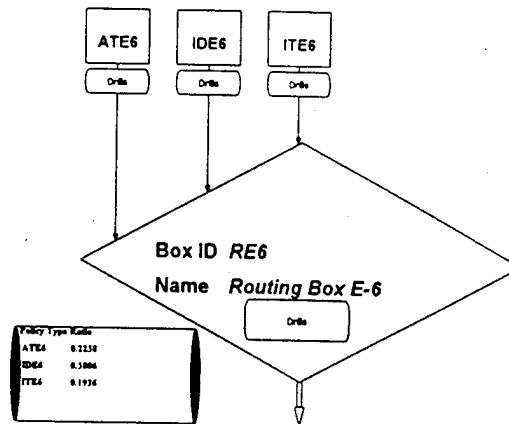 ATE6 IDE6 ITE6
Drills Drills Drills
Box ID RE6
Name Routing Box E-6
Drills
Policy Type Ratio
ATE6 0.2258
IDE6 0.5806
ITE6 0.1936